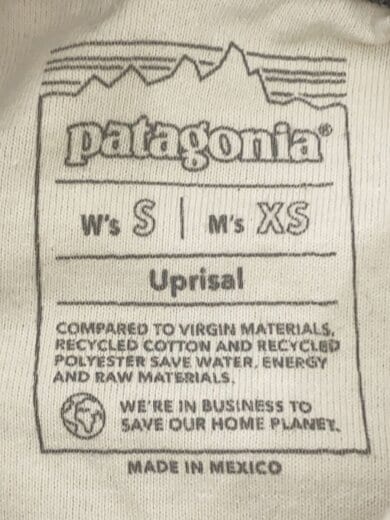 patagonia®
W's S | M's XS
Uprisal
COMPARED TO VIRGIN MATERIALS,
RECYCLED COTTON AND RECYCLED
POLYESTER SAVE WATER, ENERGY
AND RAW MATERIALS.
WE'RE IN BUSINESS TO
SAVE OUR HOME PLANET.
MADE IN MEXICO